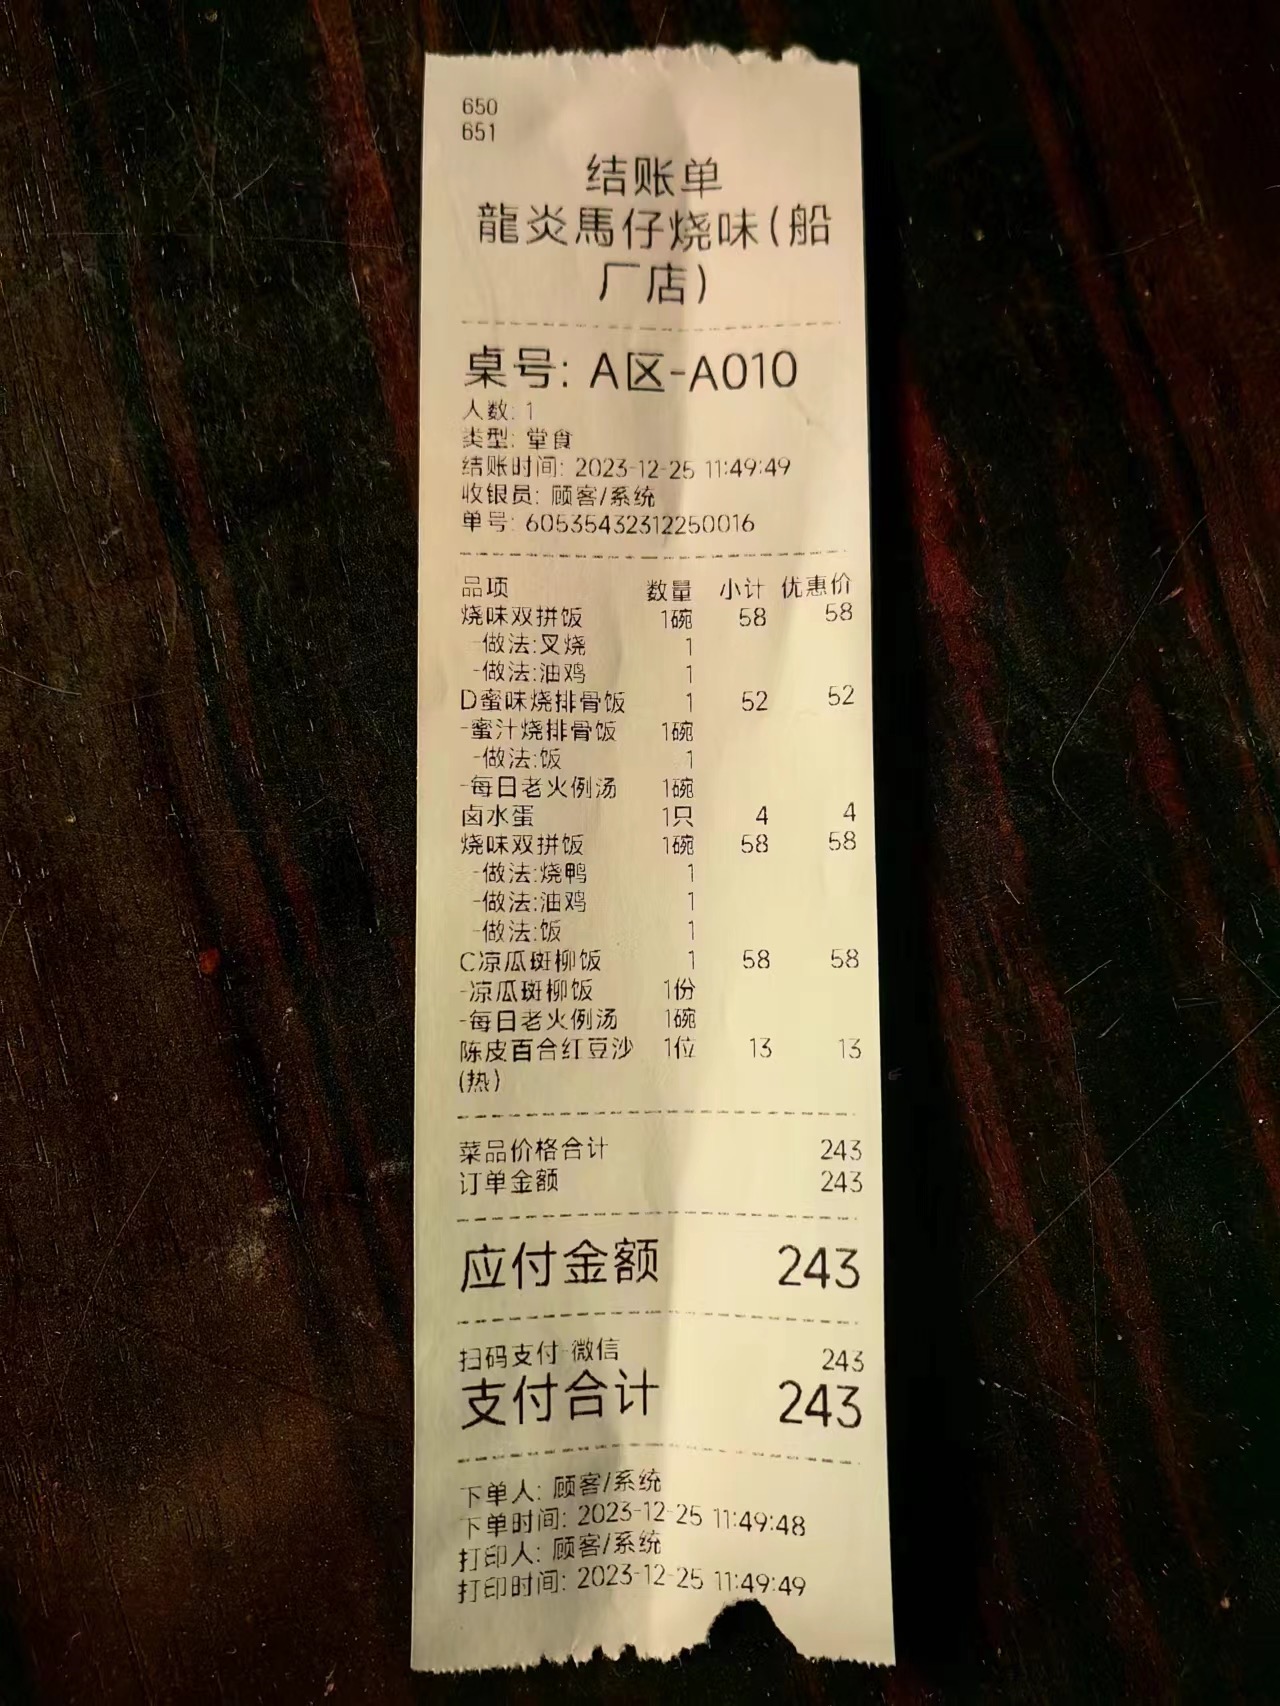 650
651
结账单
龍炎馬仔烧味(船
厂店)
桌号: A区-A010
人数: 1
类型: 堂食
结账时间: 2023-12-25 11:49:49
收银员: 顾客/系统
单号: 60535432312250016
品项 数量 小计 优惠价
烧味双拼饭 1碗 58 58
-做法:叉烧 1
-做法:油鸡 1
D蜜味烧排骨饭 1 52 52
-蜜汁烧排骨饭 1碗
-做法:饭 1
-每日老火例汤 1碗
卤水蛋 1只 4 4
烧味双拼饭 1碗 58 58
-做法:烧鸭 1
-做法:油鸡 1
-做法:饭 1
C凉瓜斑柳饭 1 58 58
-凉瓜斑柳饭 1份
-每日老火例汤 1碗
陈皮百合红豆沙 1位 13 13
(热)
菜品价格合计 243
订单金额 243
应付金额 243
扫码支付-微信 243
支付合计 243
下单人: 顾客/系统
下单时间: 2023-12-25 11:49:48
打印人: 顾客/系统
打印时间: 2023-12-25 11:49:49